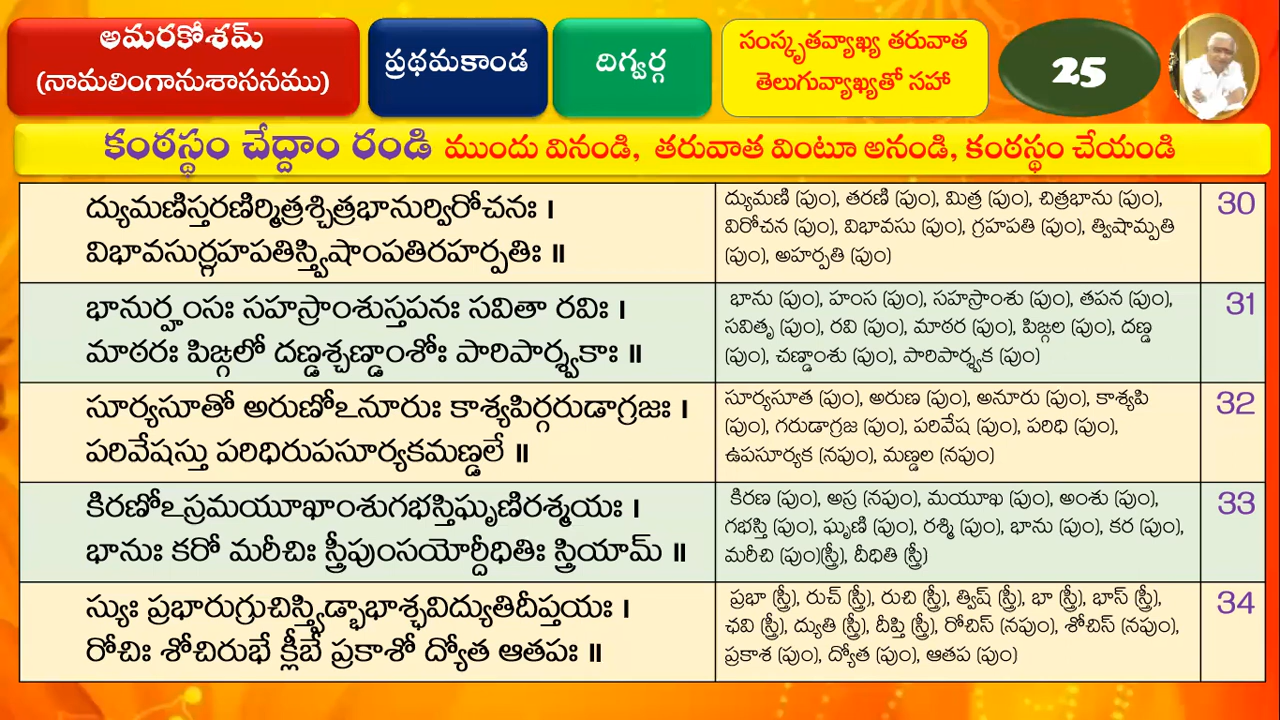 అమరకోశమ్
(నామలింగానుశాసనము)
ప్రథమకాండ
దిగ్వర్గ
సంస్కృతవ్యాఖ్య తరువాత
తెలుగువ్యాఖ్యతో సహా
25
కంఠస్థం చేద్దాం రండి ముందు వినండి, తరువాత వింటూ అనండి, కంఠస్థం చేయండి
ద్యుమణిస్తరణిర్మిత్రశ్చిత్రభానుర్విరోచనః ।
విభావసుర్గ్రహపతిస్త్విషాంపతిరహర్పతిః ॥
ద్యుమణి (పుం), తరణి (పుం), మిత్ర (పుం), చిత్రభాను (పుం),
విరోచన (పుం), విభావసు (పుం), గ్రహపతి (పుం), త్విషామ్పతి
(పుం), అహర్పతి (పుం)
30
భానుర్హంసః సహస్రాంశుస్తపనః సవితా రవిః ।
మాఠరః పిఙ్గలో దణ్డశ్చణ్డాంశోః పారిపార్శ్వకాః ॥
భాను (పుం), హంస (పుం), సహస్రాంశు (పుం), తపన (పుం),
సవితృ (పుం), రవి (పుం), మాఠర (పుం), పిఙ్గల (పుం), దణ్డ
(పుం), చణ్డాంశు (పుం), పారిపార్శ్వక (పుం)
31
సూర్యసూతో అరుణోఽనూరుః కాశ్యపిర్గరుడాగ్రజః ।
పరివేషస్తు పరిధిరుపసూర్యకమణ్డలే ॥
సూర్యసూత (పుం), అరుణ (పుం), అనూరు (పుం), కాశ్యపి
(పుం), గరుడాగ్రజ (పుం), పరివేష (పుం), పరిధి (పుం),
ఉపసూర్యక (నపుం), మణ్డల (నపుం)
32
కిరణోఽస్రమయూఖాంశుగభస్తిఘృణిరశ్మయః ।
భానుః కరో మరీచిః స్త్రీపుంసయోర్దీధితిః స్త్రియామ్ ॥
కిరణ (పుం), అస్ర (నపుం), మయూఖ (పుం), అంశు (పుం),
గభస్తి (పుం), ఘృణి (పుం), రశ్మి (పుం), భాను (పుం), కర (పుం),
మరీచి (పుం)(స్త్రీ), దీధితి (స్త్రీ)
33
స్యుః ప్రభారుగ్రుచిస్త్విడ్భాభాశ్ఛవిద్యుతిదీప్తయః ।
రోచిః శోచిరుభే క్లీబే ప్రకాశో ద్యోత ఆతపః ॥
ప్రభా (స్త్రీ), రుచ్ (స్త్రీ), రుచి (స్త్రీ), త్విష్ (స్త్రీ), భా (స్త్రీ), భాస్ (స్త్రీ),
ఛవి (స్త్రీ), ద్యుతి (స్త్రీ), దీప్తి (స్త్రీ), రోచిస్ (నపుం), శోచిస్ (నపుం),
ప్రకాశ (పుం), ద్యోత (పుం), ఆతప (పుం)
34